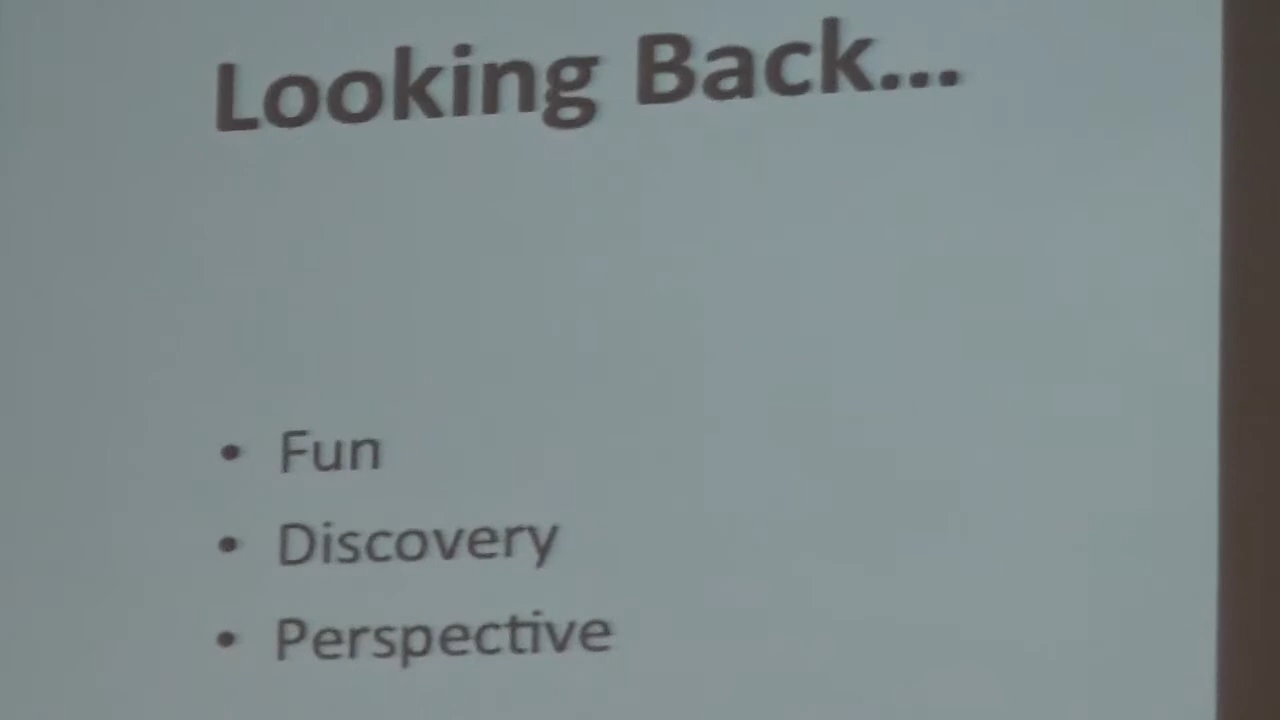 Looking Back...
• Fun
• Discovery
• Perspective